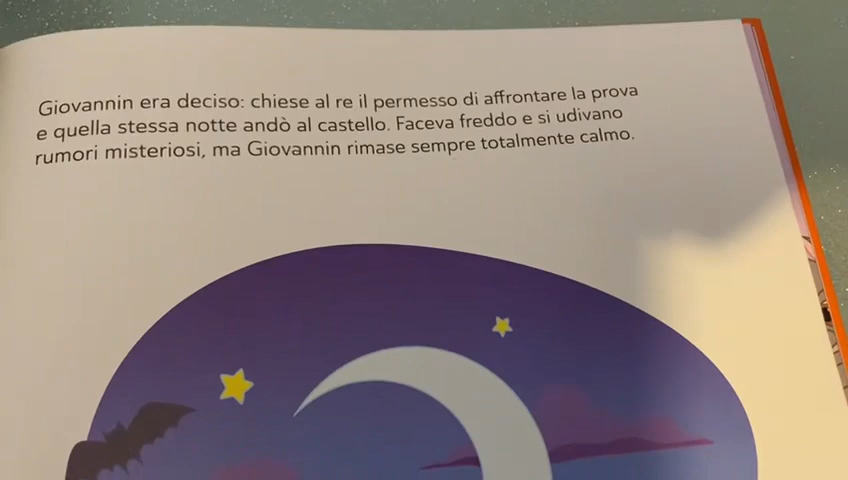 Giovannin era deciso: chiese al re il permesso di affrontare la prova
e quella stessa notte andò al castello. Faceva freddo e si udivano
rumori misteriosi, ma Giovannin rimase sempre totalmente calmo.